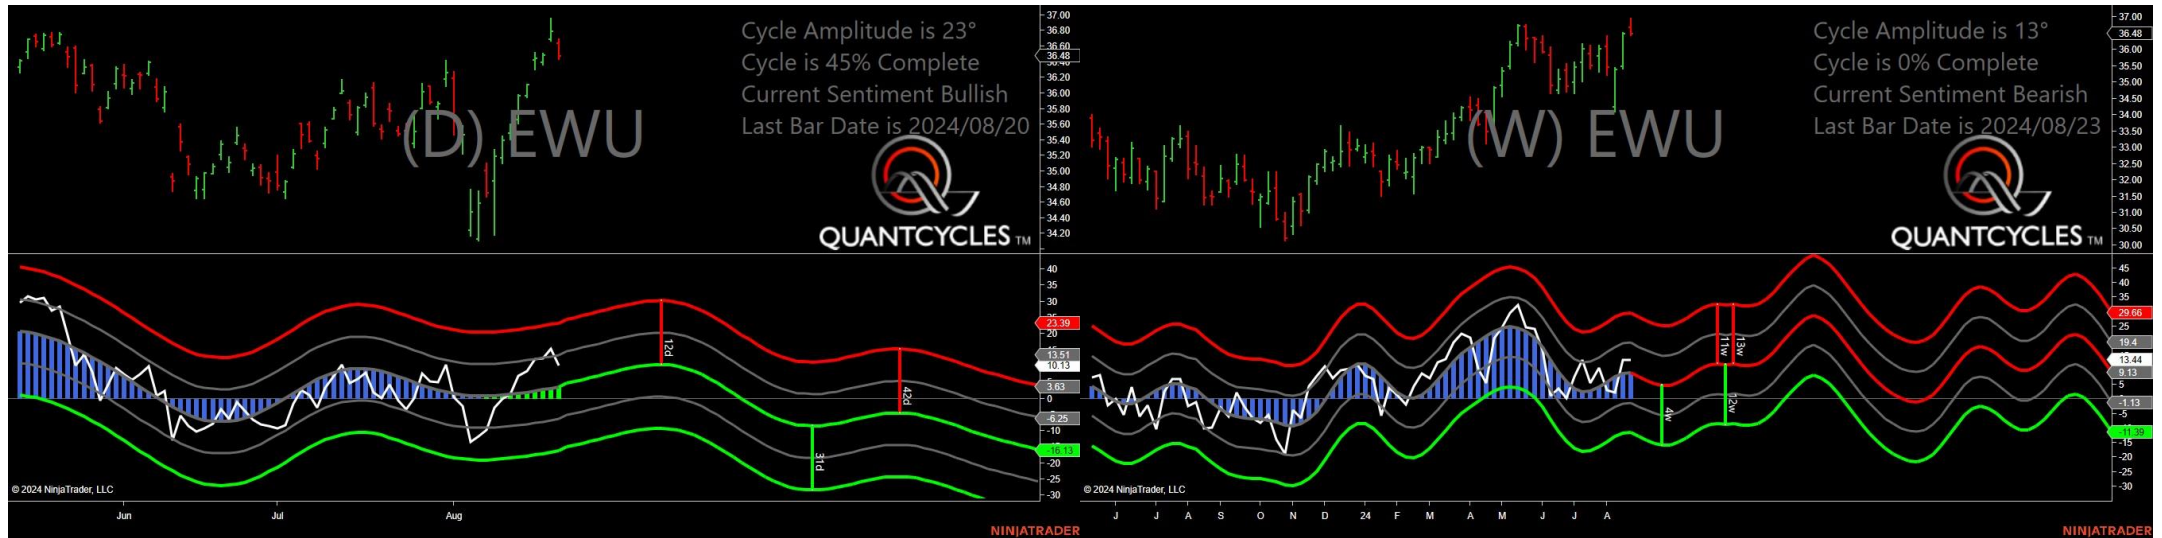 Cycle Amplitude is 23°
Cycle is 45% Complete
Current Sentiment Bullish
Last Bar Date is 2024/08/20
(D) EWU
QUANTCYCLES TM
37.00
36.80
36.60
36.48
36.20
36.00
35.80
35.60
35.40
35.20
35.00
34.80
34.60
34.40
34.20
40
35
30
23.39
20
13.51
10.13
3.63
0
-6.25
-10
-16.13
-20
-25
-30
12d
31d
42d
© 2024 NinjaTrader, LLC
Jun Jul Aug
NINJATRADER
Cycle Amplitude is 13°
Cycle is 0% Complete
Current Sentiment Bearish
Last Bar Date is 2024/08/23
(W) EWU
QUANTCYCLES TM
37.00
36.48
36.00
35.50
35.00
34.50
34.00
33.50
33.00
32.50
32.00
31.50
31.00
30.50
30.00
45
40
35
29.66
25
19.4
13.44
9.13
5
-1.13
-5
-11.39
-15
-20
-25
-30
4w
11w
13w
12w
© 2024 NinjaTrader, LLC
J J A S O N D 24 F M A M J J A
NINJATRADER